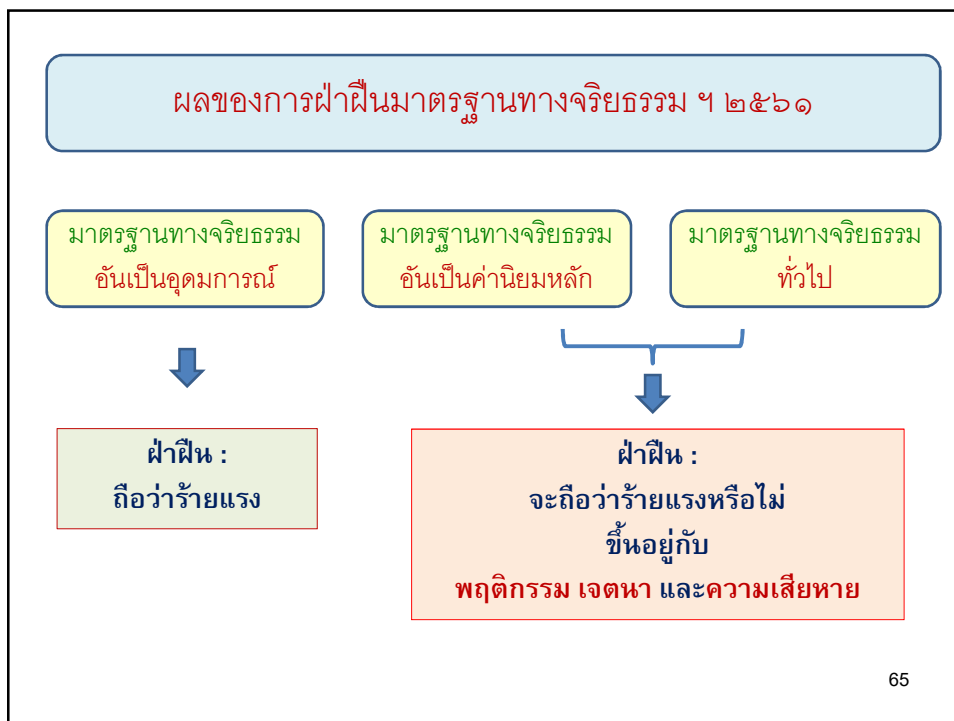 ผลของการฝ่าฝืนมาตรฐานทางจริยธรรม ฯ ๒๕๖๑
มาตรฐานทางจริยธรรม
อันเป็นอุดมการณ์
มาตรฐานทางจริยธรรม
อันเป็นค่านิยมหลัก
มาตรฐานทางจริยธรรม
ทั่วไป
ฝ่าฝืน :
ถือว่าร้ายแรง
ฝ่าฝืน :
จะถือว่าร้ายแรงหรือไม่
ขึ้นอยู่กับ
พฤติกรรม เจตนา และความเสียหาย
65